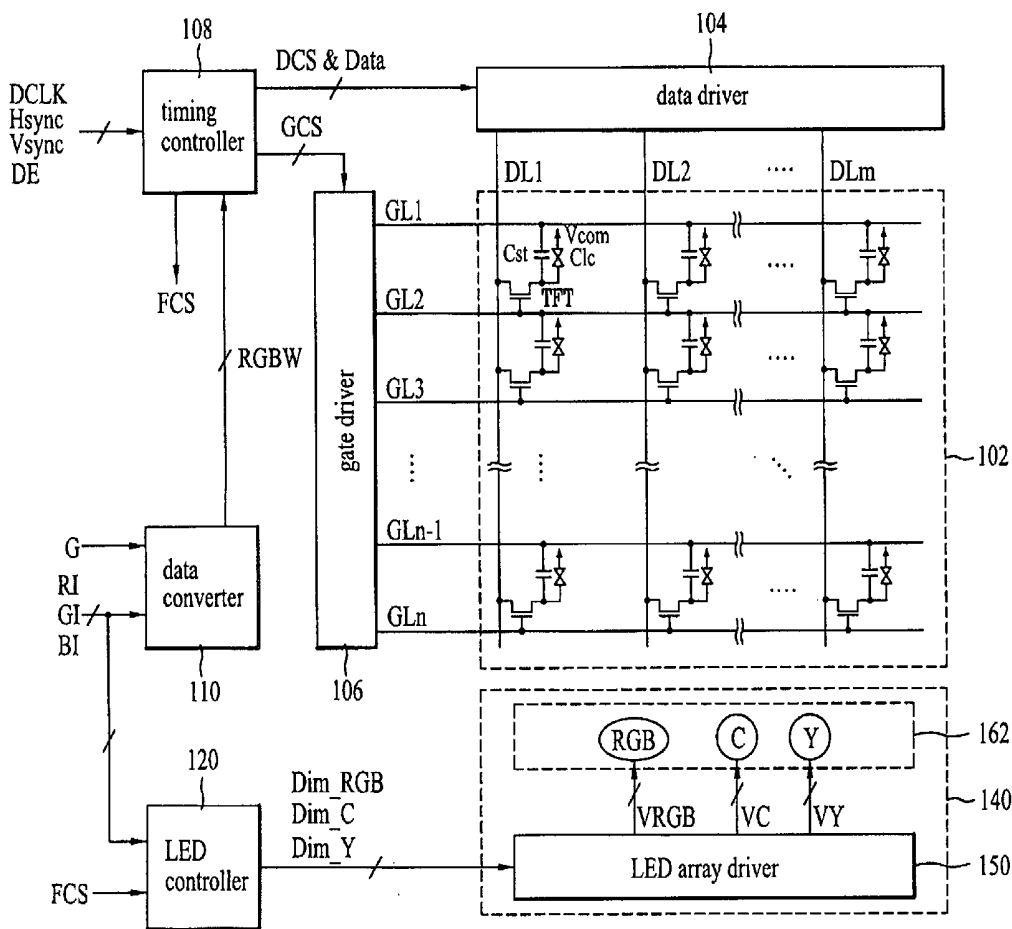 108
104
DCS & Data
DCLK
Hsync
Vsync
DE
timing
controller
data driver
GCS
DL1
DL2
....
DLm
GL1
Vcom
Cst
Clc
....
FCS
GL2
TFT
RGBW
....
GL3
gate driver
102
GLn-1
G
RI
GI
BI
data
converter
....
GLn
110
106
RGB
C
Y
162
120
Dim_RGB
Dim_C
Dim_Y
VRGB
VC
VY
140
LED
controller
LED array driver
150
FCS